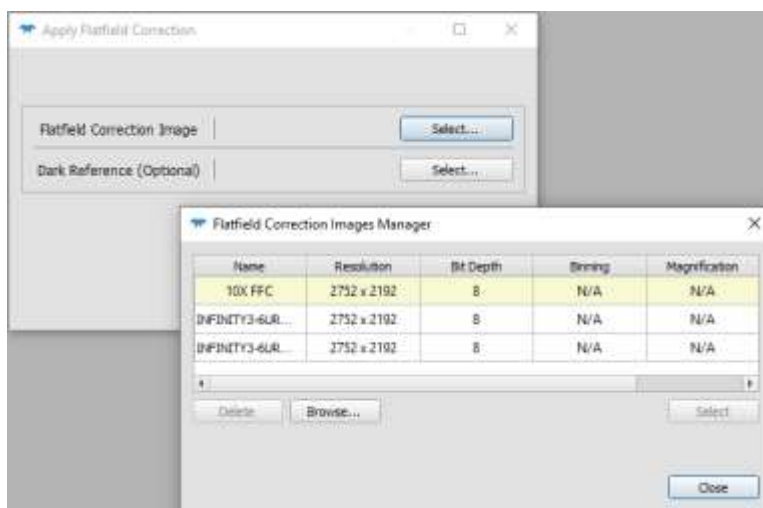 Apply Flatfield Correction
Flatfield Correction Image Select...
Dark Reference (Optional) Select...
Flatfield Correction Images Manager
Name Resolution Bit Depth Binning Magnification
10X FFC 2752 x 2192 8 N/A N/A
INFINITY3-6UR... 2752 x 2192 8 N/A N/A
INFINITY3-6UR... 2752 x 2192 8 N/A N/A
Delete Browse... Select
Close